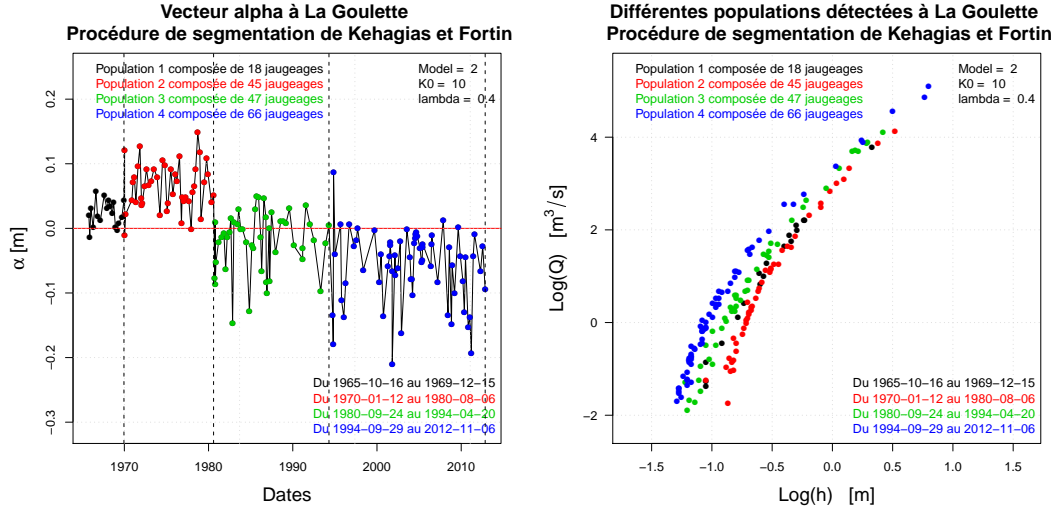 Vecteur alpha à La Goulette
Procédure de segmentation de Kehagias et Fortin
Population 1 composée de 18 jaugeages
Population 2 composée de 45 jaugeages
Population 3 composée de 47 jaugeages
Population 4 composée de 66 jaugeages
Model = 2
K0 = 10
lambda = 0.4
0.2
0.1
0.0
−0.1
−0.2
−0.3
α [m]
Du 1965−10−16 au 1969−12−15
Du 1970−01−12 au 1980−08−06
Du 1980−09−24 au 1994−04−20
Du 1994−09−29 au 2012−11−06
1970 1980 1990 2000 2010
Dates
Différentes populations détectées à La Goulette
Procédure de segmentation de Kehagias et Fortin
Population 1 composée de 18 jaugeages
Population 2 composée de 45 jaugeages
Population 3 composée de 47 jaugeages
Population 4 composée de 66 jaugeages
Model = 2
K0 = 10
lambda = 0.4
4
2
0
−2
Log(Q) [m³/s]
Du 1965−10−16 au 1969−12−15
Du 1970−01−12 au 1980−08−06
Du 1980−09−24 au 1994−04−20
Du 1994−09−29 au 2012−11−06
−1.5 −1.0 −0.5 0.0 0.5 1.0 1.5
Log(h) [m]